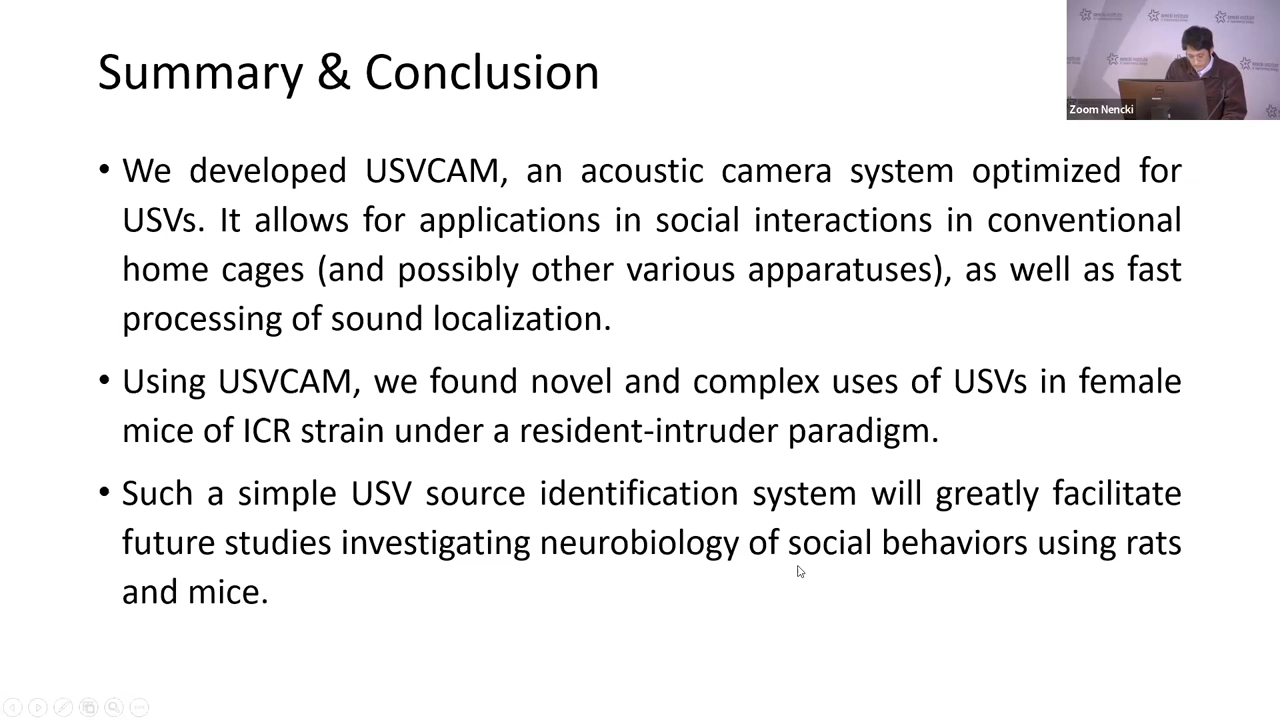 Summary & Conclusion
Zoom Nencki
• We developed USVCAM, an acoustic camera system optimized for
USVs. It allows for applications in social interactions in conventional
home cages (and possibly other various apparatuses), as well as fast
processing of sound localization.
• Using USVCAM, we found novel and complex uses of USVs in female
mice of ICR strain under a resident-intruder paradigm.
• Such a simple USV source identification system will greatly facilitate
future studies investigating neurobiology of social behaviors using rats
and mice.